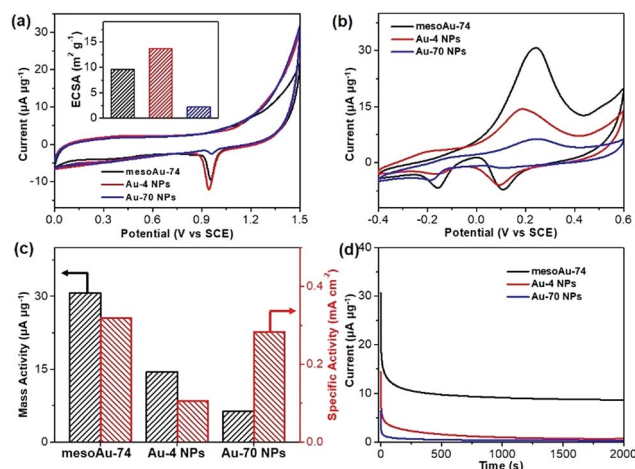 (a)
Current (μA μg⁻¹)
30
20
10
0
-10
ECSA (m² g⁻¹)
15
10
5
0
mesoAu-74
Au-4 NPs
Au-70 NPs
0.0 0.3 0.6 0.9 1.2 1.5
Potential (V vs SCE)
(b)
Current (μA μg⁻¹)
45
30
15
0
-15
mesoAu-74
Au-4 NPs
Au-70 NPs
-0.4 -0.2 0.0 0.2 0.4 0.6
Potential (V vs SCE)
(c)
Mass Activity (μA μg⁻¹)
30
15
0
mesoAu-74 Au-4 NPs Au-70 NPs
0.4
0.2
0.0
Specific Activity (mA cm²)
(d)
Current (μA μg⁻¹)
40
30
20
10
0
mesoAu-74
Au-4 NPs
Au-70 NPs
0 500 1000 1500 2000
Time (s)